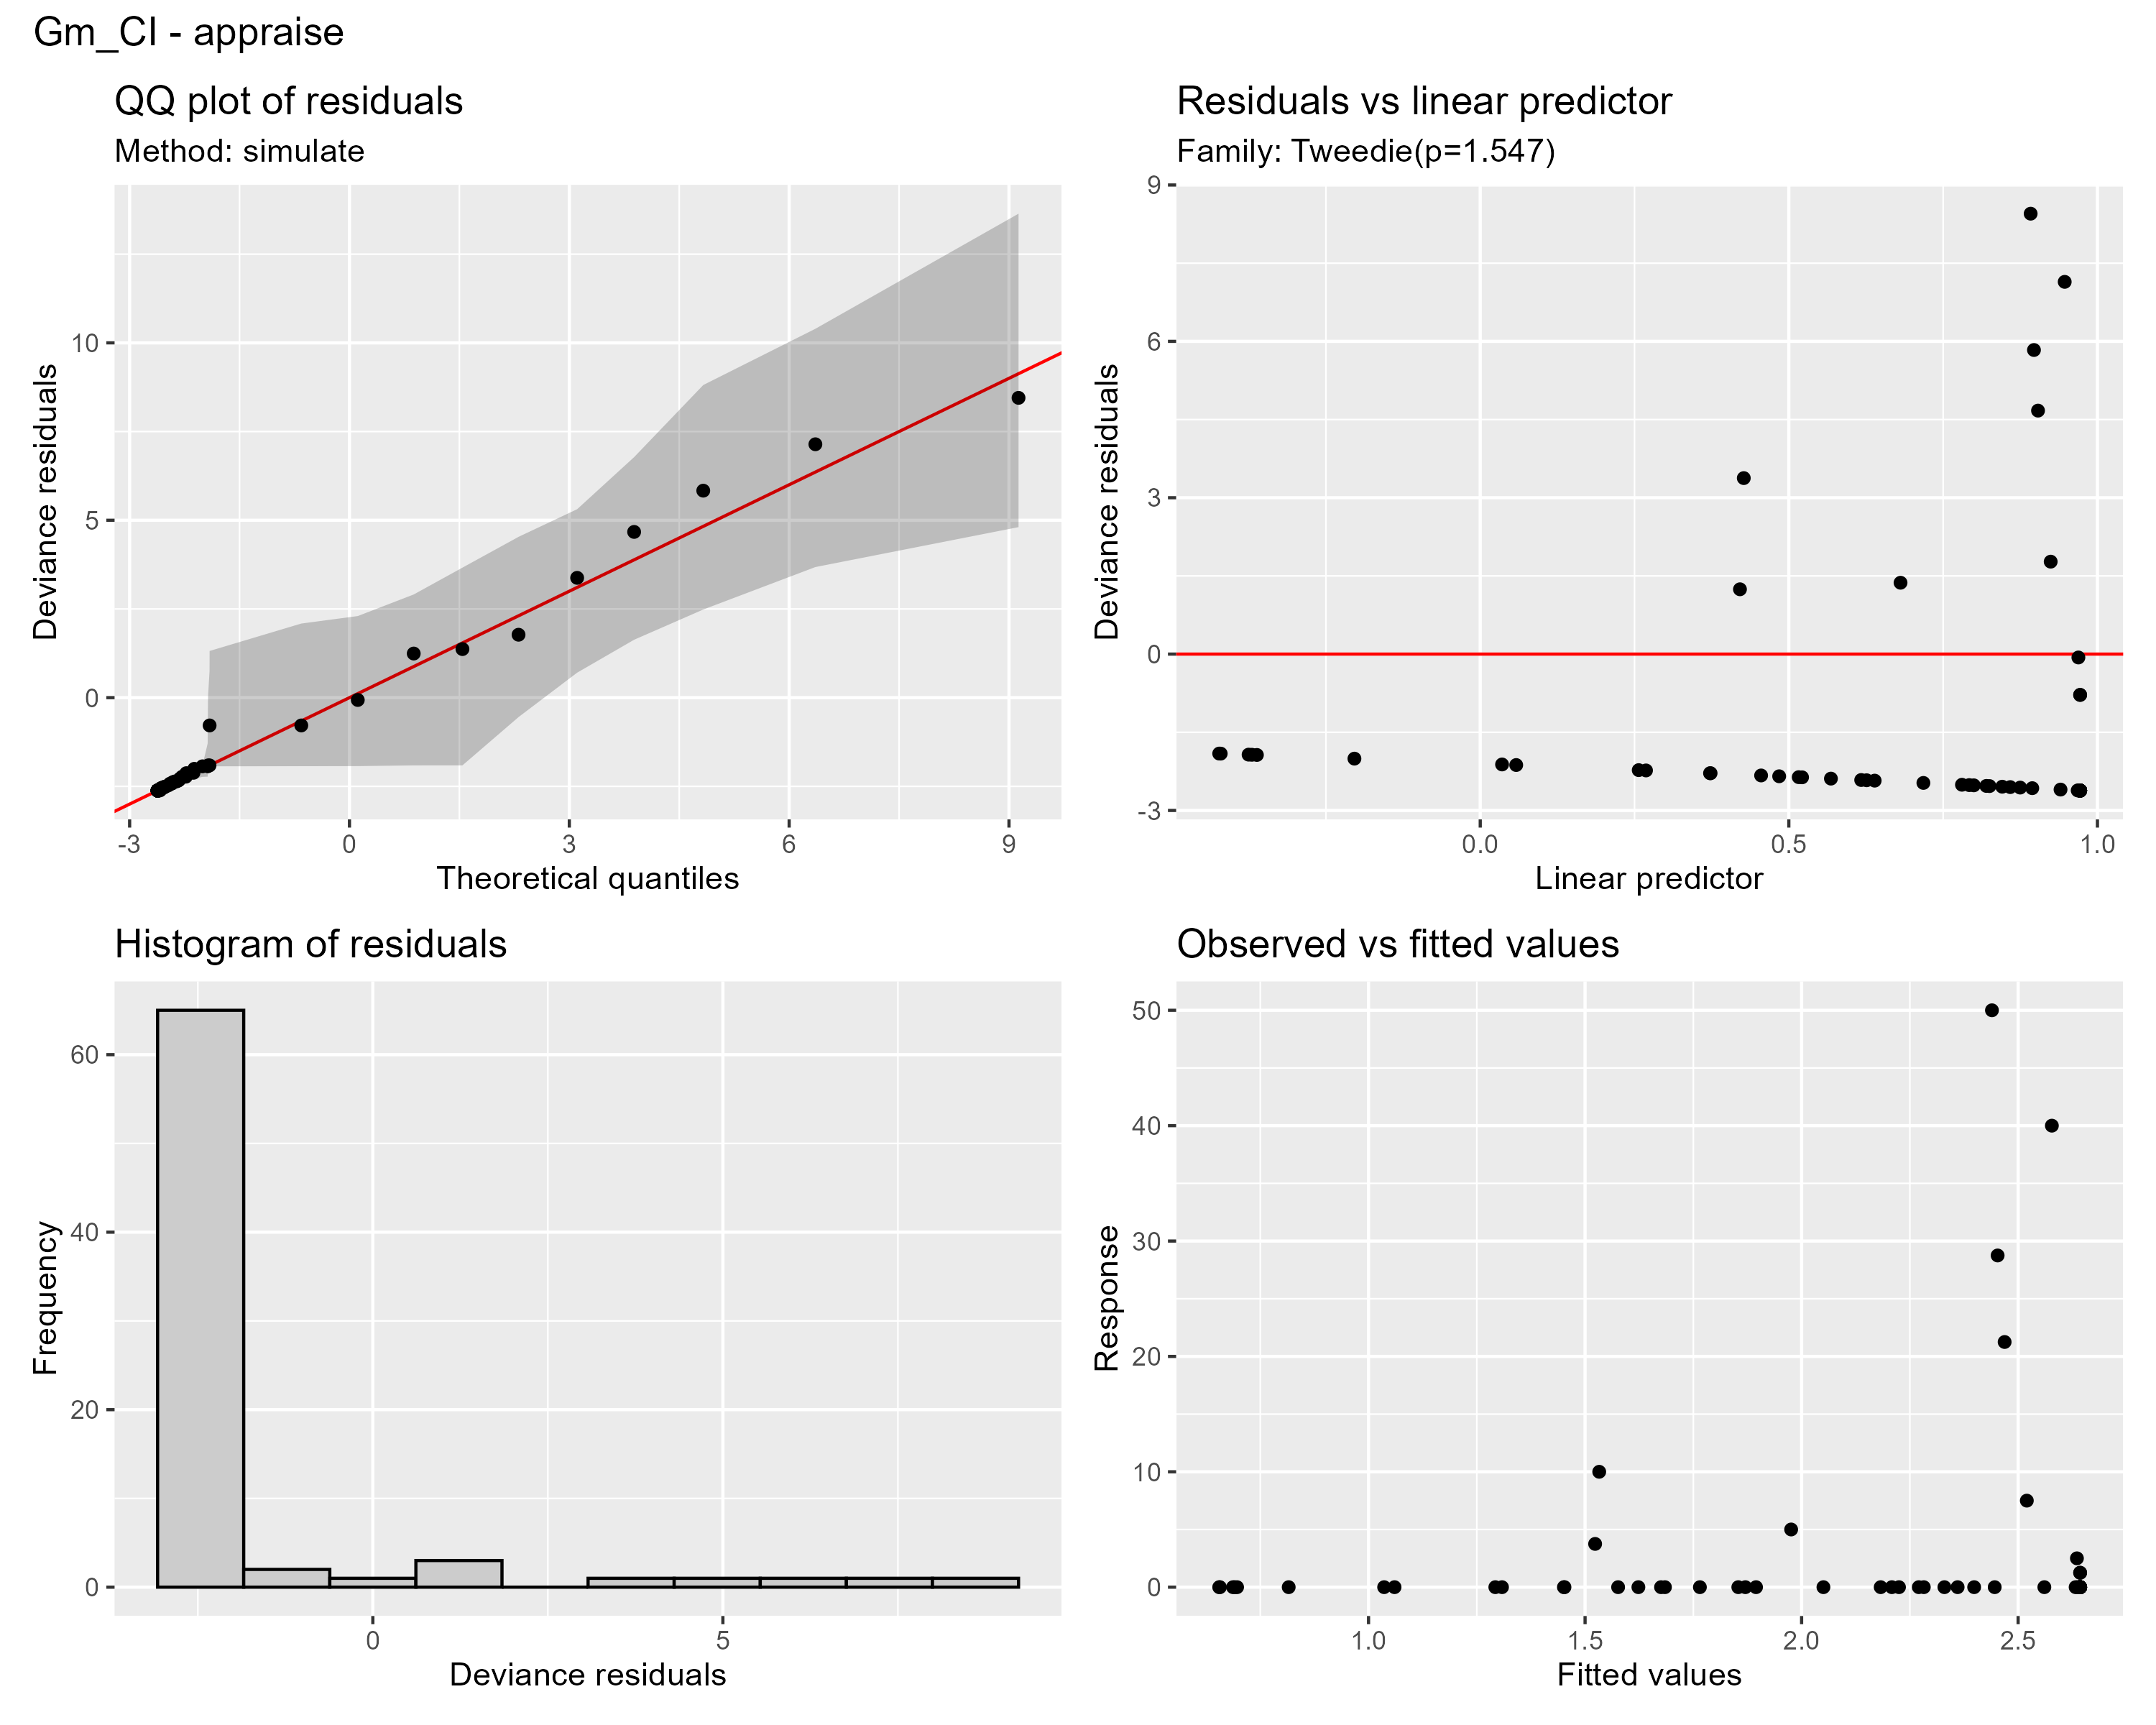 Gm_Cl - appraise
QQ plot of residuals
Method: simulate
Deviance residuals
10
5
0
-3
0
3
6
9
Theoretical quantiles
Residuals vs linear predictor
Family: Tweedie(p=1.547)
Deviance residuals
9
6
3
0
-3
0.0
0.5
1.0
Linear predictor
Histogram of residuals
Frequency
60
40
20
0
0
5
Deviance residuals
Observed vs fitted values
Response
50
40
30
20
10
0
1.0
1.5
2.0
2.5
Fitted values